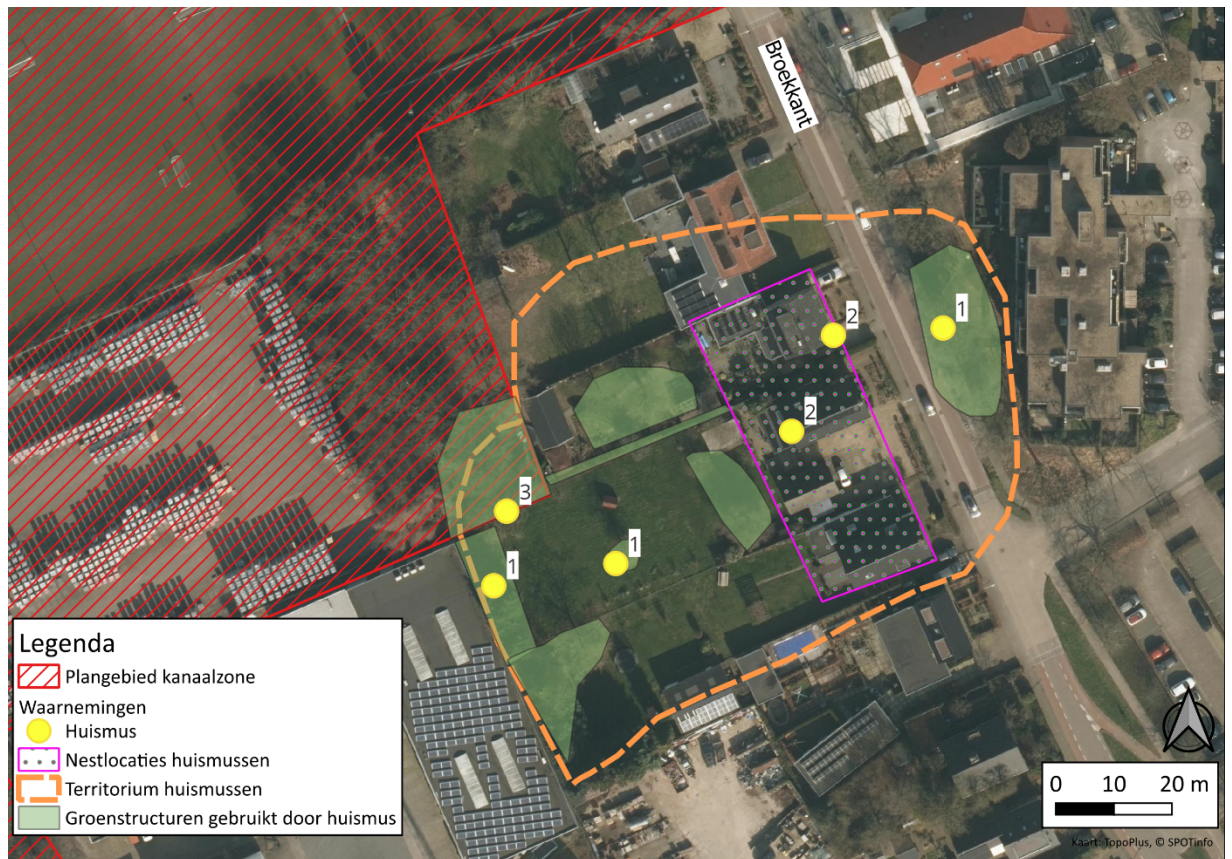 Broekkant
2
1
2
3
1
1
Legenda
Plangebied kanaalzone
Waarnemingen
Huismus
Nestlocaties huismussen
Territorium huismussen
Groenstructuren gebruikt door huismus
0 10 20 m
Kaart: TopoPlus, © SPOTinfo